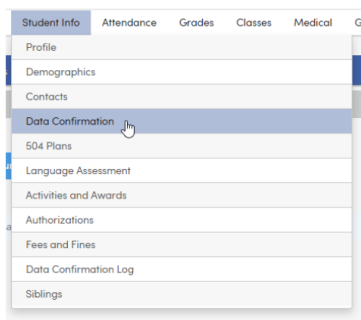 Student Info Attendance Grades Classes Medical
Profile
Demographics
Contacts
Data Confirmation
504 Plans
Language Assessment
Activities and Awards
Authorizations
Fees and Fines
Data Confirmation Log
Siblings